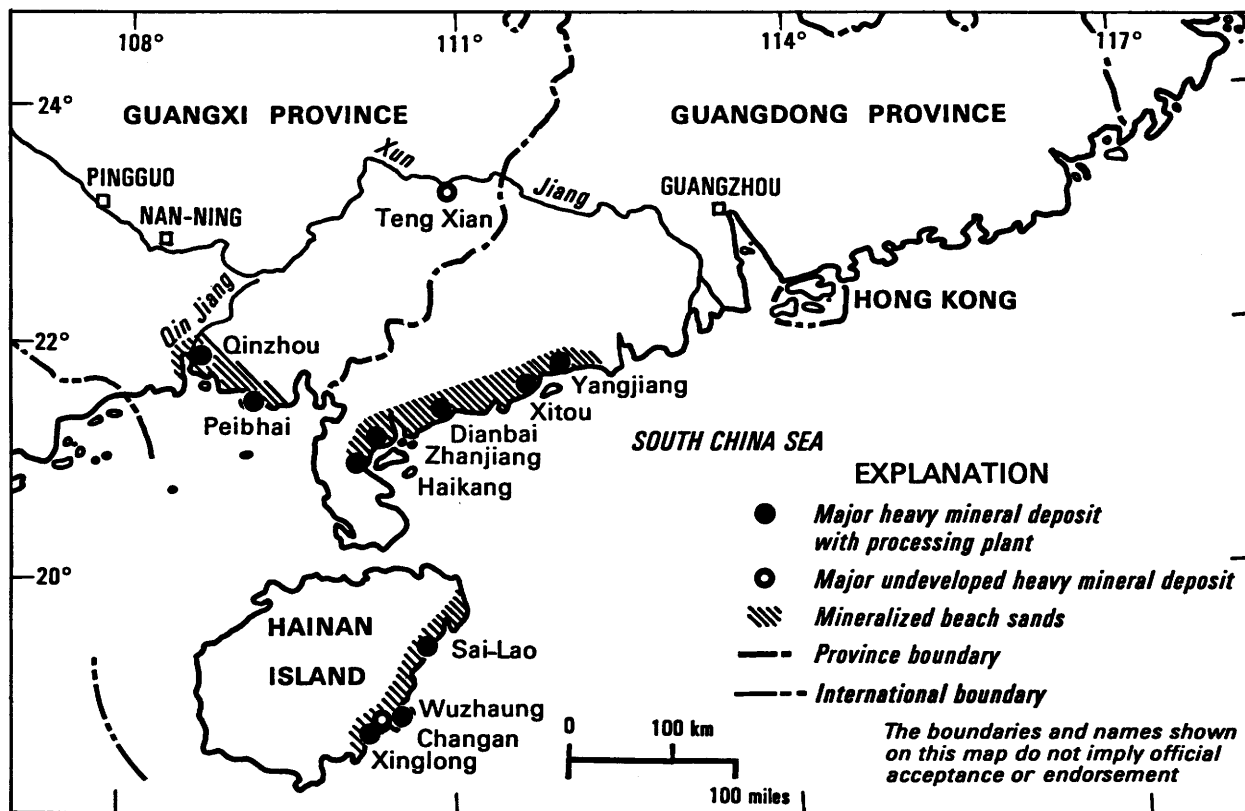 108°
111°
114°
117°
24°
GUANGXI PROVINCE
GUANGDONG PROVINCE
Xun
Jiang
PINGGUO
GUANGZHOU
NAN-NING
Teng Xian
Qin Jiang
HONG KONG
22°
Qinzhou
Yangjiang
Xitou
Peibhai
Dianbai
SOUTH CHINA SEA
Zhanjiang
Haikang
EXPLANATION
Major heavy mineral deposit
with processing plant
20°
Major undeveloped heavy mineral deposit
HAINAN
ISLAND
Mineralized beach sands
Sai-Lao
Province boundary
International boundary
Wuzhaung
Changan
Xinglong
0
100 km
100 miles
The boundaries and names shown
on this map do not imply official
acceptance or endorsement